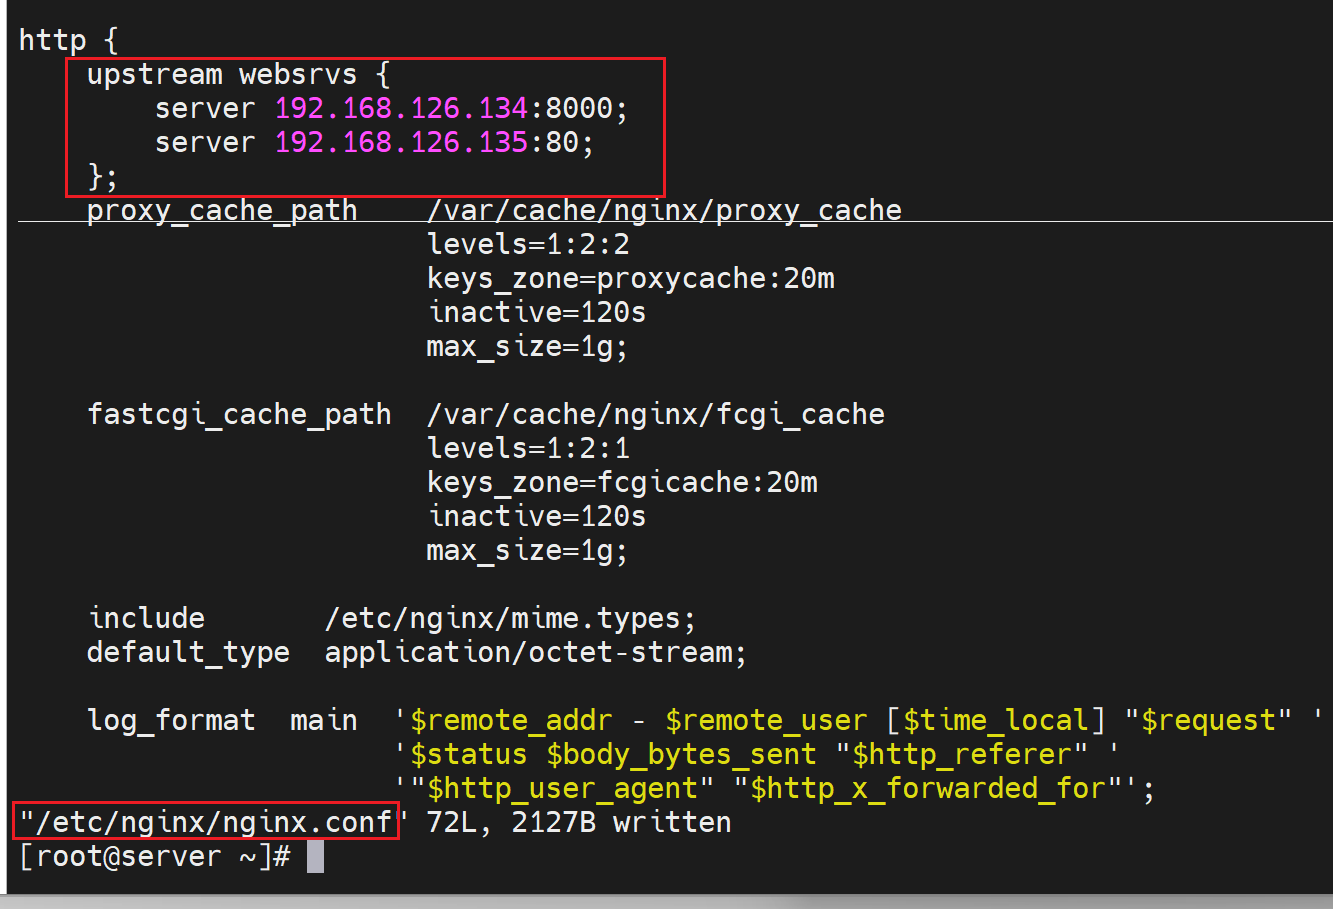 http {
    upstream websrvs {
        server 192.168.126.134:8000;
        server 192.168.126.135:80;
    };
    proxy_cache_path    /var/cache/nginx/proxy_cache
                        levels=1:2:2
                        keys_zone=proxycache:20m
                        inactive=120s
                        max_size=1g;

    fastcgi_cache_path  /var/cache/nginx/fcgi_cache
                        levels=1:2:1
                        keys_zone=fcgicache:20m
                        inactive=120s
                        max_size=1g;

    include       /etc/nginx/mime.types;
    default_type  application/octet-stream;

    log_format  main  '$remote_addr - $remote_user [$time_local] "$request" '
                      '$status $body_bytes_sent "$http_referer" '
                      '"$http_user_agent" "$http_x_forwarded_for"';
"/etc/nginx/nginx.conf" 72L, 2127B written
[root@server ~]#